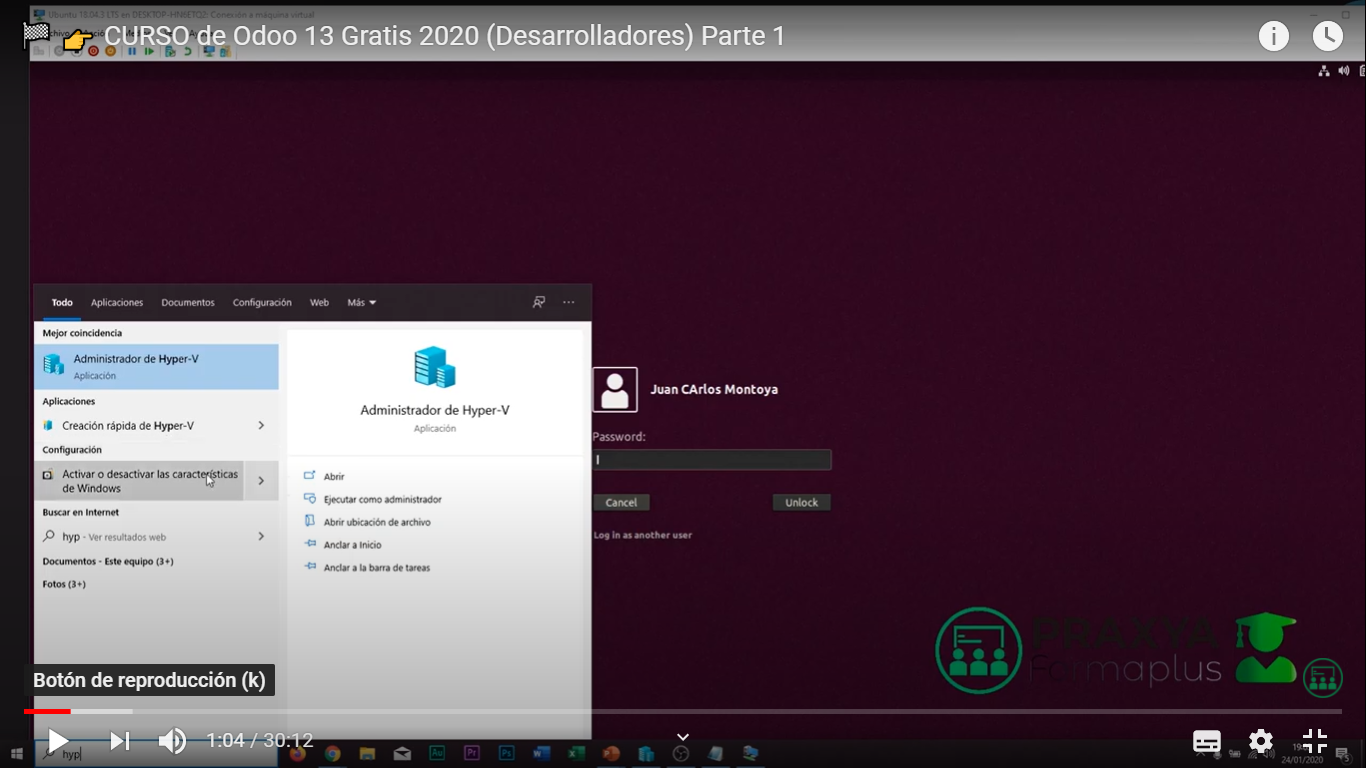 Ubuntu 18.04.3 LTS en DESKTOP-HN6ETQ2: Conexión a máquina virtual
CURSO de Odoo 13 Gratis 2020 (Desarrolladores) Parte 1
Todo Aplicaciones Documentos Configuración Web Más
Mejor coincidencia
Administrador de Hyper-V
Aplicación
Aplicaciones
Creación rápida de Hyper-V
Configuración
Activar o desactivar las características
de Windows
Buscar en Internet
hyp - Ver resultados web
Documentos - Este equipo (3+)
Fotos (3+)
Administrador de Hyper-V
Aplicación
Abrir
Ejecutar como administrador
Abrir ubicación de archivo
Anclar a Inicio
Anclar a la barra de tareas
Juan CArlos Montoya
Password:
Cancel Unlock
Log in as another user
PRAXYA
formaplus
Botón de reproducción (k)
1:04 / 30:12
hyp
Au Pr Ps
24/01/2020